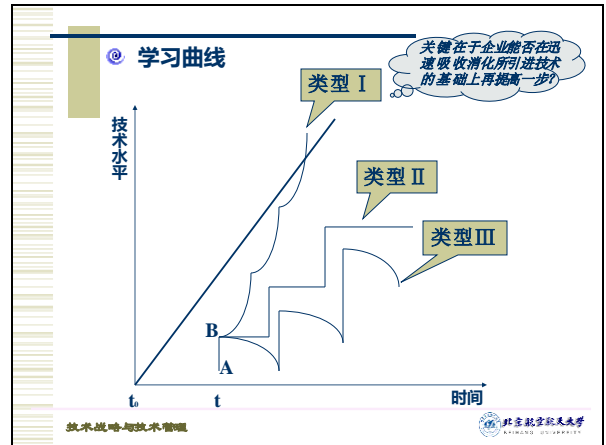 学习曲线
关键在于企业能否在迅
速吸收消化所引进技术
的基础上再提高一步？
类型Ⅰ
技术水平
类型Ⅱ
类型Ⅲ
B
A
t₀
t
时间
技术战略与技术管理
北京航空航天大学
BEIHANG UNIVERSITY